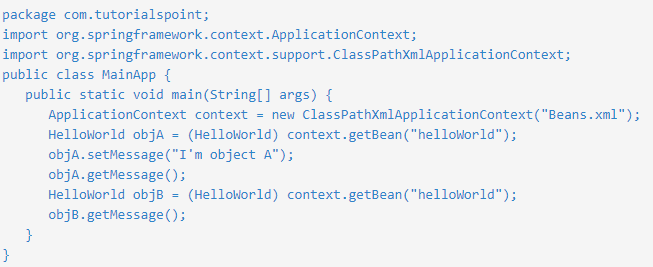 package com.tutorialspoint;
import org.springframework.context.ApplicationContext;
import org.springframework.context.support.ClassPathXmlApplicationContext;
public class MainApp {
   public static void main(String[] args) {
      ApplicationContext context = new ClassPathXmlApplicationContext("Beans.xml");
      HelloWorld objA = (HelloWorld) context.getBean("helloWorld");
      objA.setMessage("I'm object A");
      objA.getMessage();
      HelloWorld objB = (HelloWorld) context.getBean("helloWorld");
      objB.getMessage();
   }
}